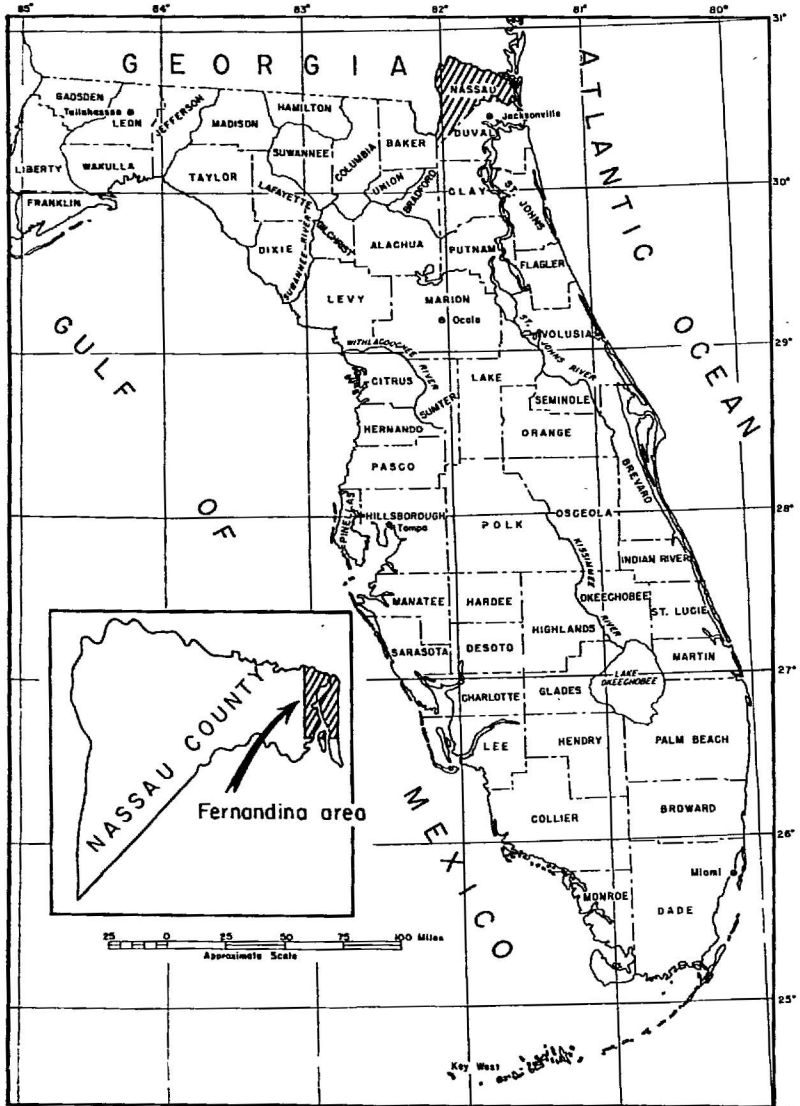 85° 84° 83° 82° 81° 80°
31°
GEORGIA
ATLANTIC OCEAN
GULF OF MEXICO
NASSAU
GADSDEN
Tallahassee
LEON
JEFFERSON
MADISON
HAMILTON
Jacksonville
DUVAL
BAKER
COLUMBIA
SUWANNEE
LIBERTY
WAKULLA
TAYLOR
LAFAYETTE
UNION
BRADFORD
CLAY
ST. JOHNS
30°
FRANKLIN
DIXIE
SUWANNEE RIVER
GILCHRIST
ALACHUA
PUTNAM
FLAGLER
LEVY
MARION
Ocala
ST. JOHNS RIVER
VOLUSIA
29°
WITHLACOOCHEE RIVER
CITRUS
SUMTER
LAKE
SEMINOLE
HERNANDO
ORANGE
PASCO
BREVARD
28°
PINELLAS
HILLSBOROUGH
Tampa
POLK
OSCEOLA
KISSIMMEE RIVER
INDIAN RIVER
MANATEE
HARDEE
OKEECHOBEE
ST. LUCIE
HIGHLANDS
SARASOTA
DESOTO
MARTIN
27°
LAKE OKEECHOBEE
CHARLOTTE
GLADES
LEE
HENDRY
PALM BEACH
COLLIER
BROWARD
26°
Miami
MONROE
DADE
25°
Key West
NASSAU COUNTY
Fernandina area
25 0 25 50 75 100 Miles
Approximate Scale